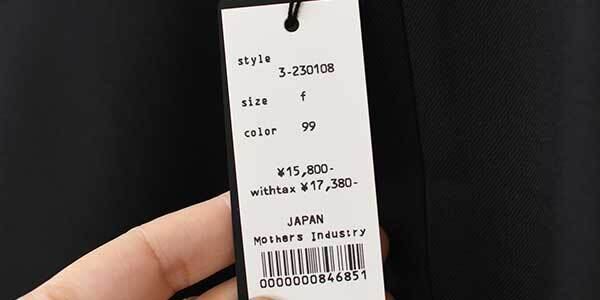 style
3-230108
size f
color 99
¥15,800-
withtax ¥17,380-
JAPAN
Mothers Industry
0000000846851